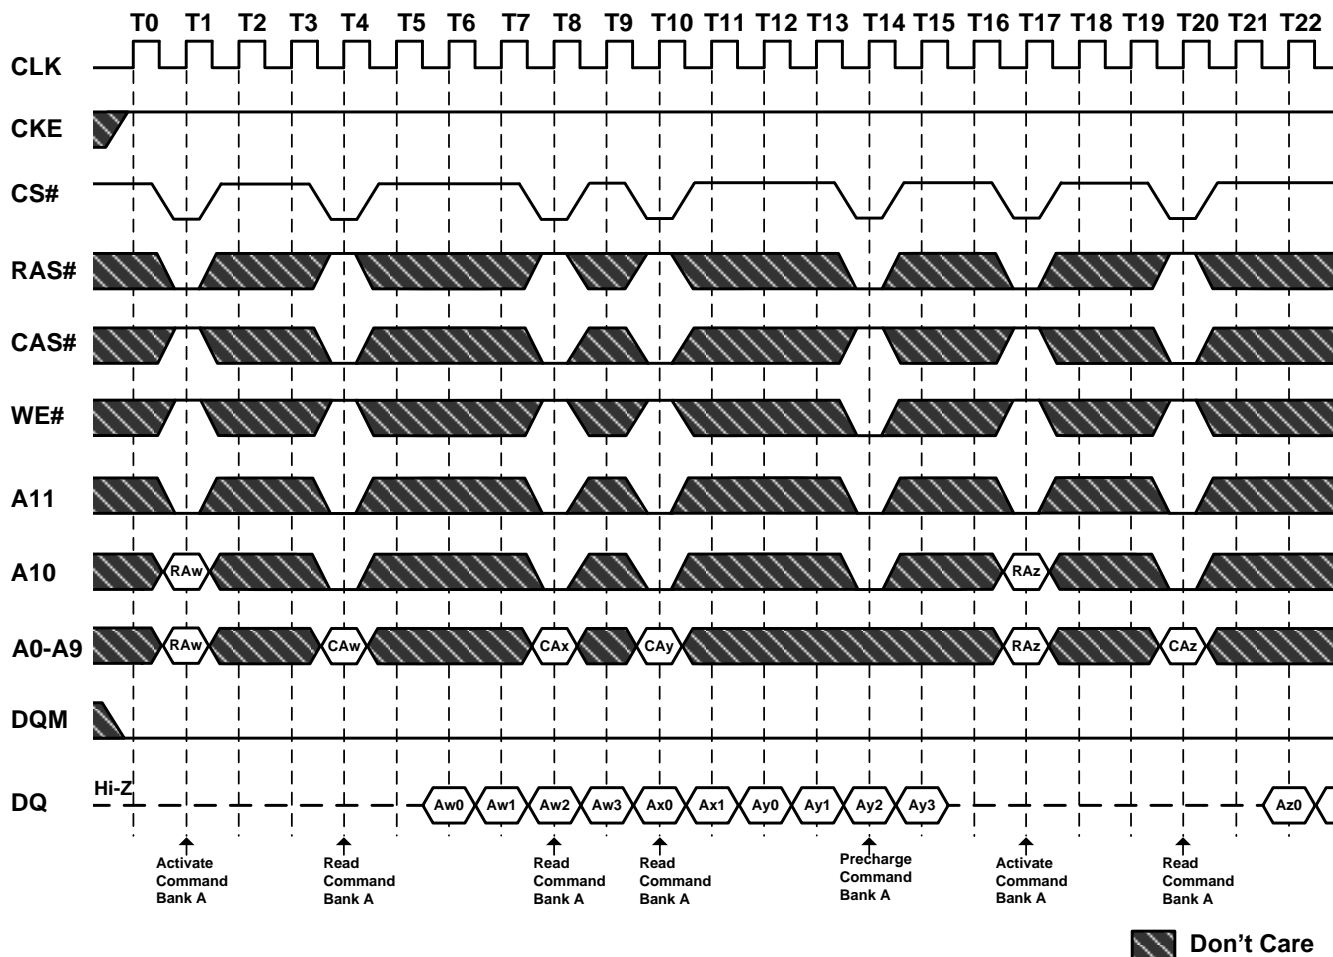 T0 T1 T2 T3 T4 T5 T6 T7 T8 T9 T10 T11 T12 T13 T14 T15 T16 T17 T18 T19 T20 T21 T22
CLK
CKE
CS#
RAS#
CAS#
WE#
A11
A10 RAw RAz
A0-A9 RAw CAw CAx CAy RAz CAz
DQM
Hi-Z
DQ Aw0 Aw1 Aw2 Aw3 Ax0 Ax1 Ay0 Ay1 Ay2 Ay3 Az0
Activate
Command
Bank A
Read
Command
Bank A
Read
Command
Bank A
Read
Command
Bank A
Precharge
Command
Bank A
Activate
Command
Bank A
Read
Command
Bank A
Don't Care